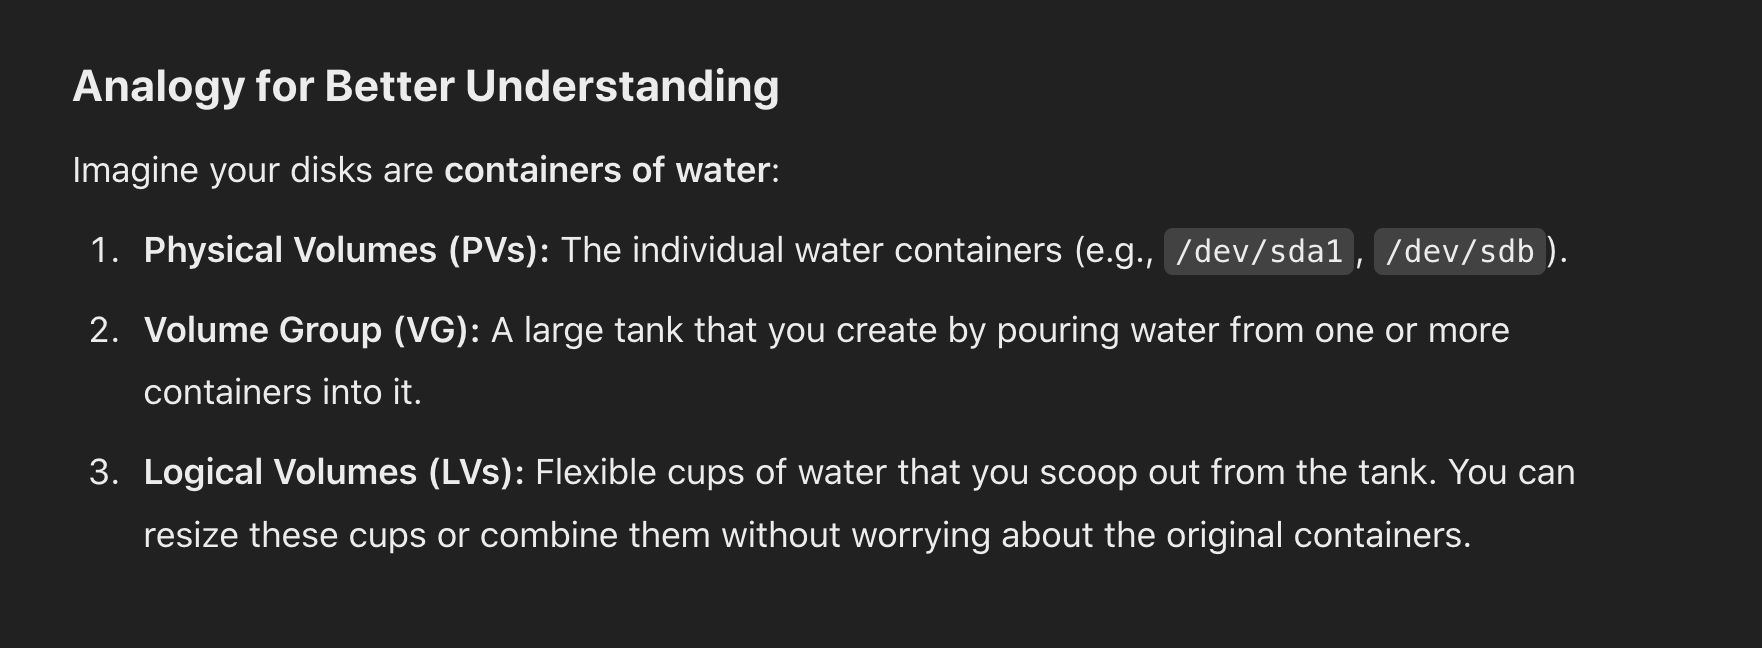 Analogy for Better Understanding
Imagine your disks are containers of water:
1. Physical Volumes (PVs): The individual water containers (e.g., /dev/sda1, /dev/sdb).
2. Volume Group (VG): A large tank that you create by pouring water from one or more
containers into it.
3. Logical Volumes (LVs): Flexible cups of water that you scoop out from the tank. You can
resize these cups or combine them without worrying about the original containers.